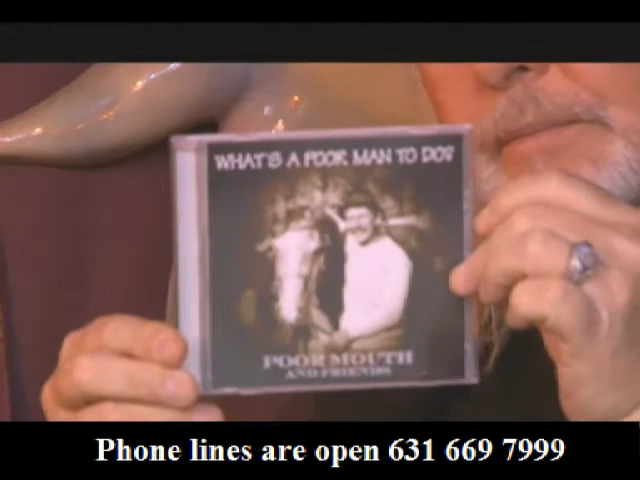 WHAT'S A POOR MAN TO DO?
POOR MOUTH
AND FRIENDS
Phone lines are open 631 669 7999